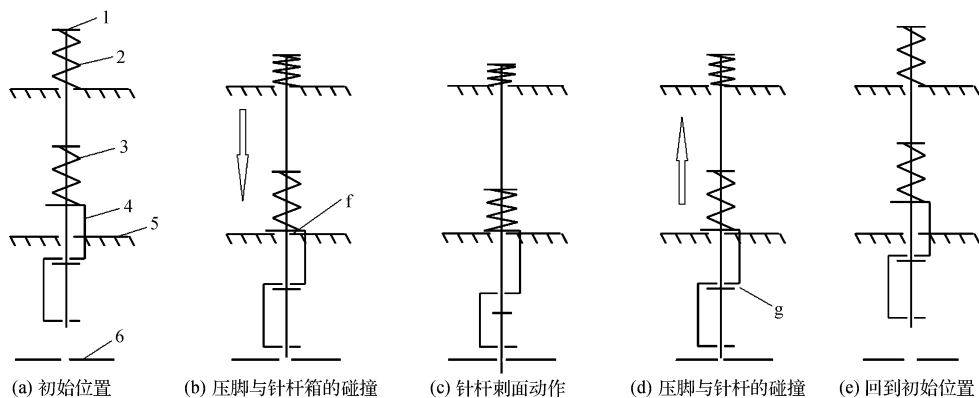 1
2
3
4
5
6
f
g
(a) 初始位置
(b) 压脚与针杆箱的碰撞
(c) 针杆刺面动作
(d) 压脚与针杆的碰撞
(e) 回到初始位置